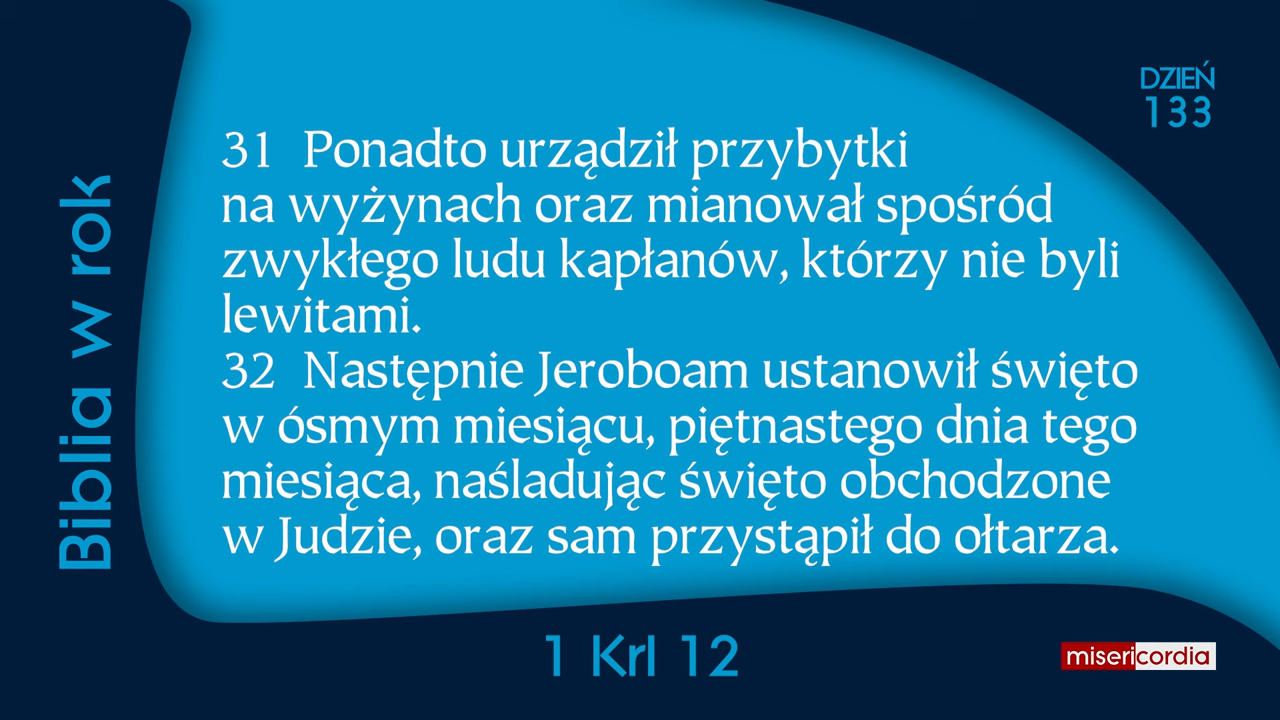 DZIEŃ
133
Biblia w rok
31 Ponadto urządził przybytki
na wyżynach oraz mianował spośród
zwykłego ludu kapłanów, którzy nie byli
lewitami.
32 Następnie Jeroboam ustanowił święto
w ósmym miesiącu, piętnastego dnia tego
miesiąca, naśladując święto obchodzone
w Judzie, oraz sam przystąpił do ołtarza.
1 Krl 12
misericordia